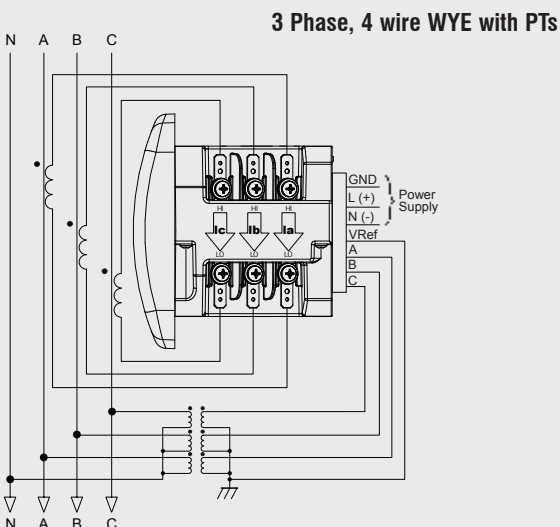 3 Phase, 4 wire WYE with PTs
N A B C
GND
L (+)
N (-)
Power
Supply
VRef
A
B
C
HI HI HI
Ic Ib Ia
LO LO LO
N A B C